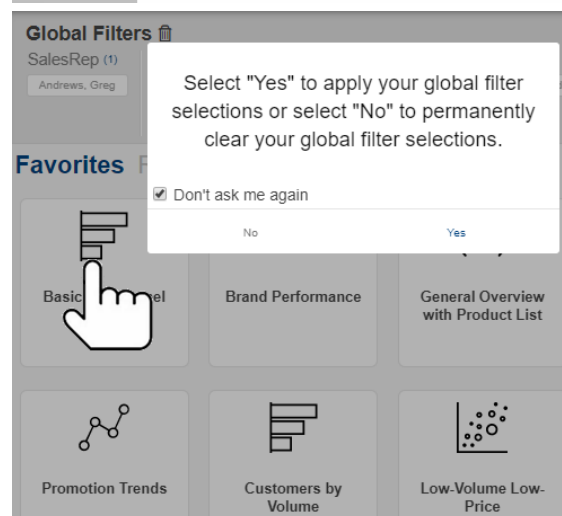 Global Filters
SalesRep (1)
Andrews, Greg
Select "Yes" to apply your global filter
selections or select "No" to permanently
clear your global filter selections.
Don't ask me again
No
Yes
Favorites
Basic
Brand Performance
General Overview
with Product List
Promotion Trends
Customers by
Volume
Low-Volume Low-
Price